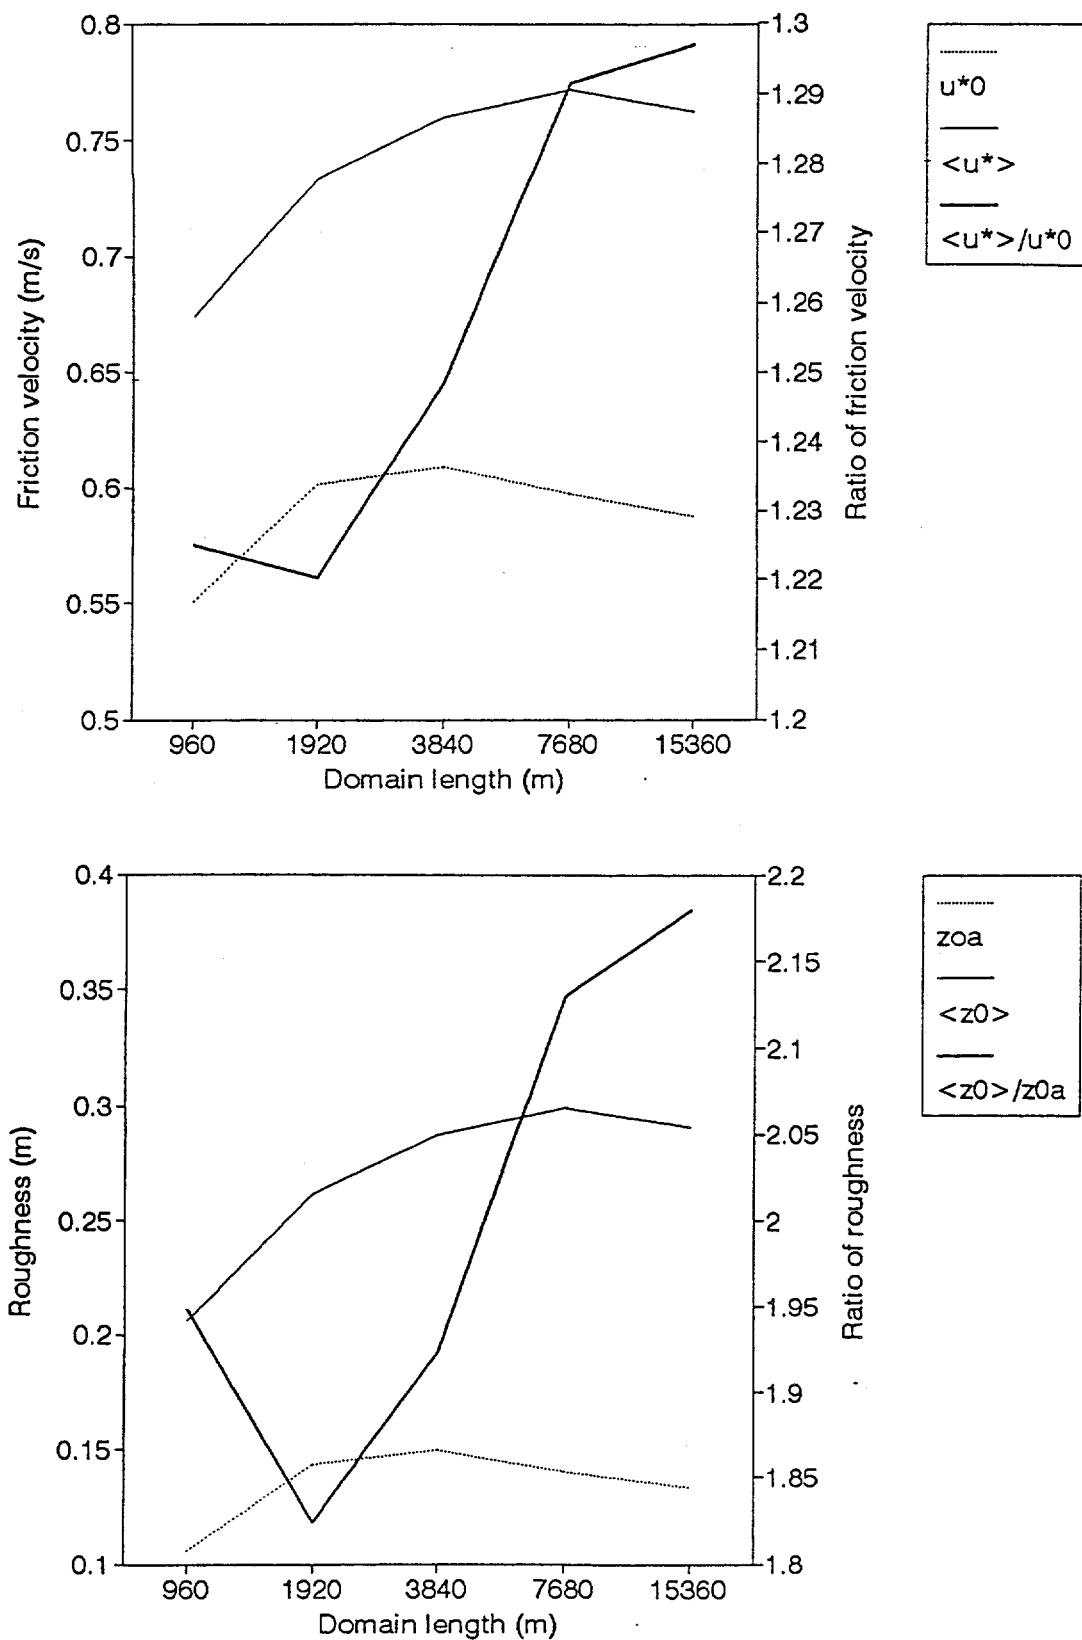 0.8
0.75
0.7
0.65
0.6
0.55
0.5
Friction velocity (m/s)
1.3
1.29
1.28
1.27
1.26
1.25
1.24
1.23
1.22
1.21
1.2
Ratio of friction velocity
960 1920 3840 7680 15360
Domain length (m)
u*0
<u*>
<u*>/u*0
0.4
0.35
0.3
0.25
0.2
0.15
0.1
Roughness (m)
2.2
2.15
2.1
2.05
2
1.95
1.9
1.85
1.8
Ratio of roughness
960 1920 3840 7680 15360
Domain length (m)
zoa
<z0>
<z0>/z0a